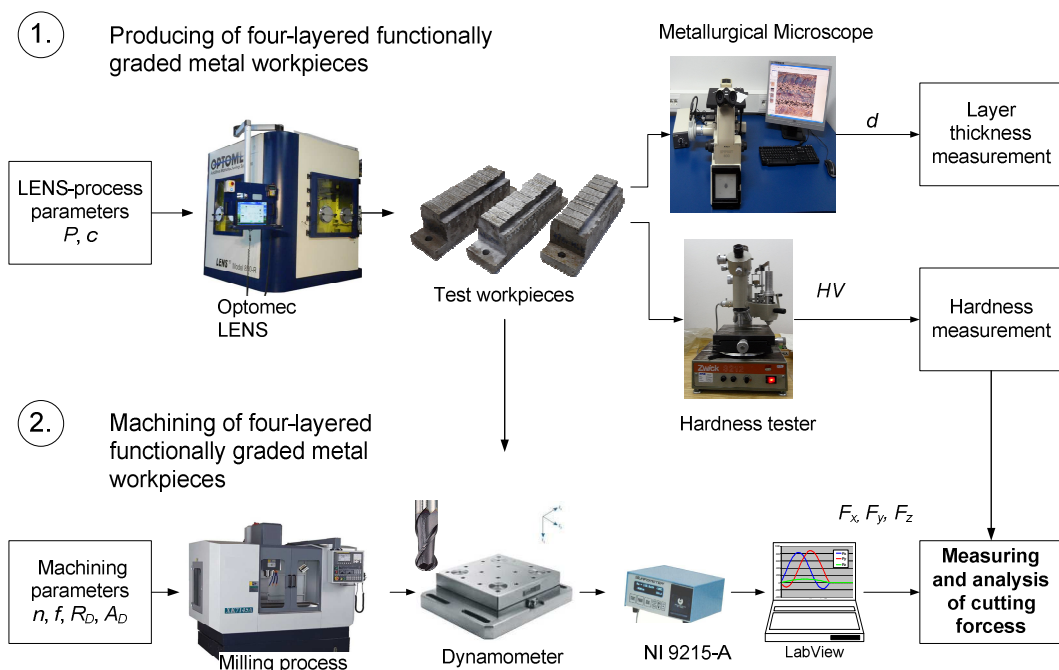 1.
Producing of four-layered functionally
graded metal workpieces
Metallurgical Microscope
LENS-process
parameters
P, c
OPTOMEC
LENS
Optomec
LENS
Test workpieces
d
Layer
thickness
measurement
HV
Hardness
measurement
Zwick
Hardness tester
2.
Machining of four-layered
functionally graded metal
workpieces
Machining
parameters
n, f, RD, AD
Milling process
Dynamometer
NI 9215-A
LabView
Fx, Fy, Fz
Measuring
and analysis
of cutting
forcess